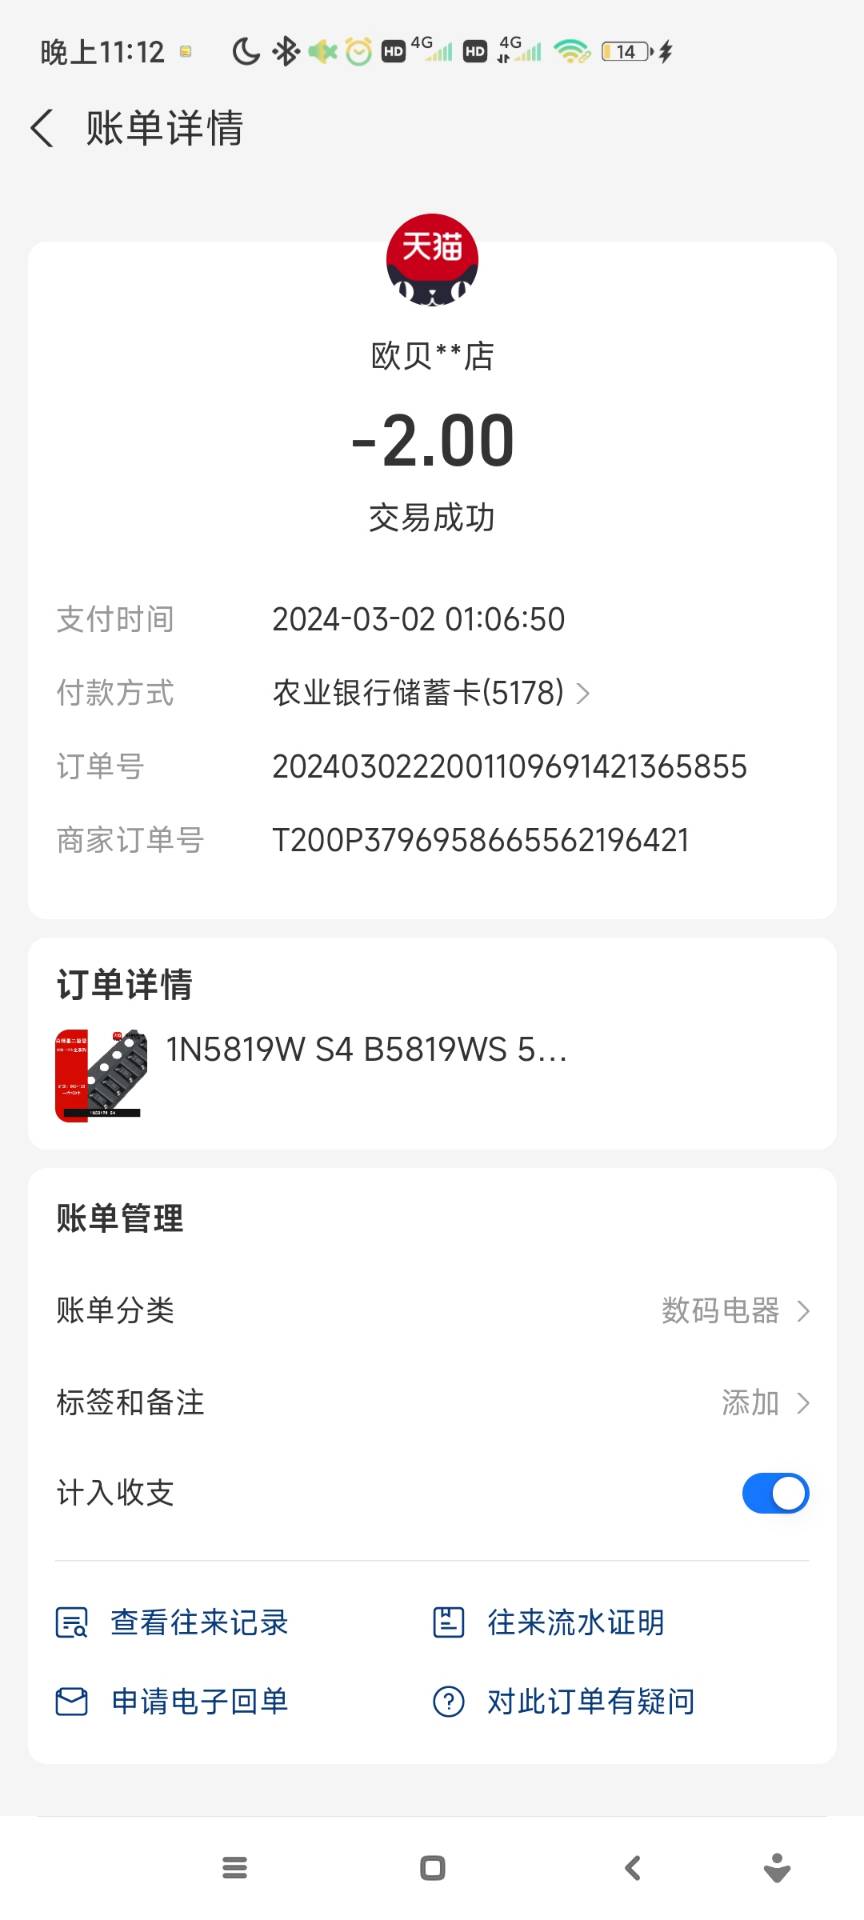 晚上11:12
HD 4G HD 4G 14
账单详情
天猫
欧贝**店
-2.00
交易成功
支付时间 2024-03-02 01:06:50
付款方式 农业银行储蓄卡(5178)
订单号 2024030222001109691421365855
商家订单号 T200P3796958665562196421
订单详情
1N5819W S4 B5819WS 5...
账单管理
账单分类 数码电器
标签和备注 添加
计入收支
查看往来记录 往来流水证明
申请电子回单 对此订单有疑问